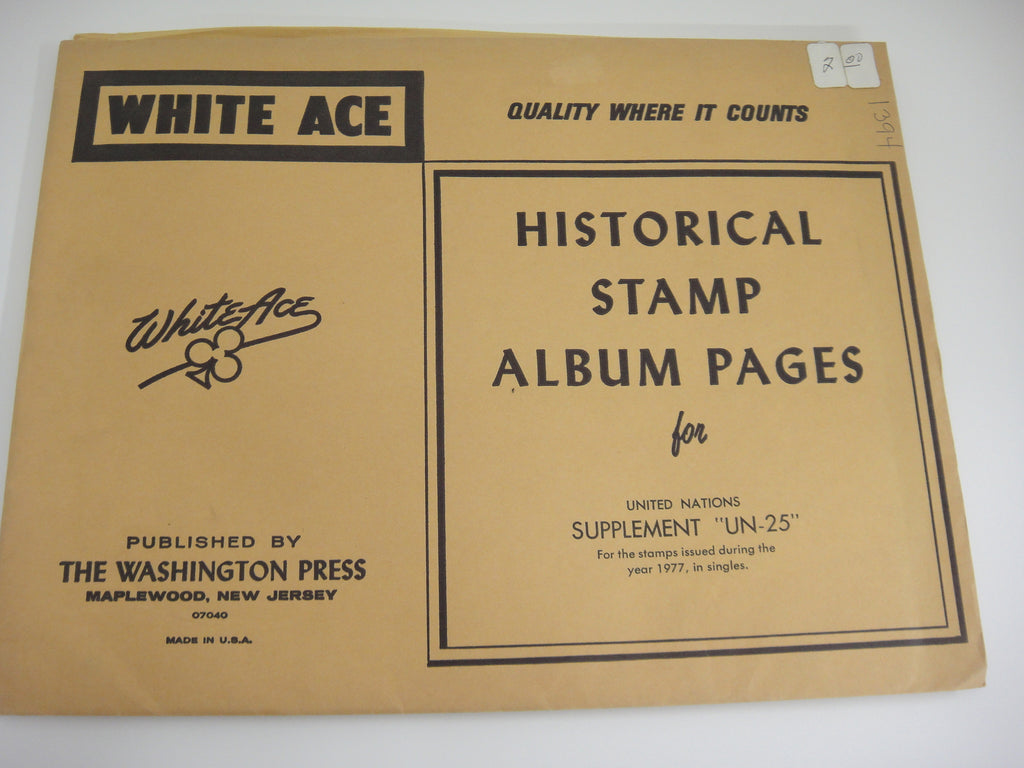 WHITE ACE
QUALITY WHERE IT COUNTS
2 00
1394
HISTORICAL
STAMP
ALBUM PAGES
for
UNITED NATIONS
SUPPLEMENT "UN-25"
For the stamps issued during the
year 1977, in singles.
White Ace
PUBLISHED BY
THE WASHINGTON PRESS
MAPLEWOOD, NEW JERSEY
07040
MADE IN U.S.A.